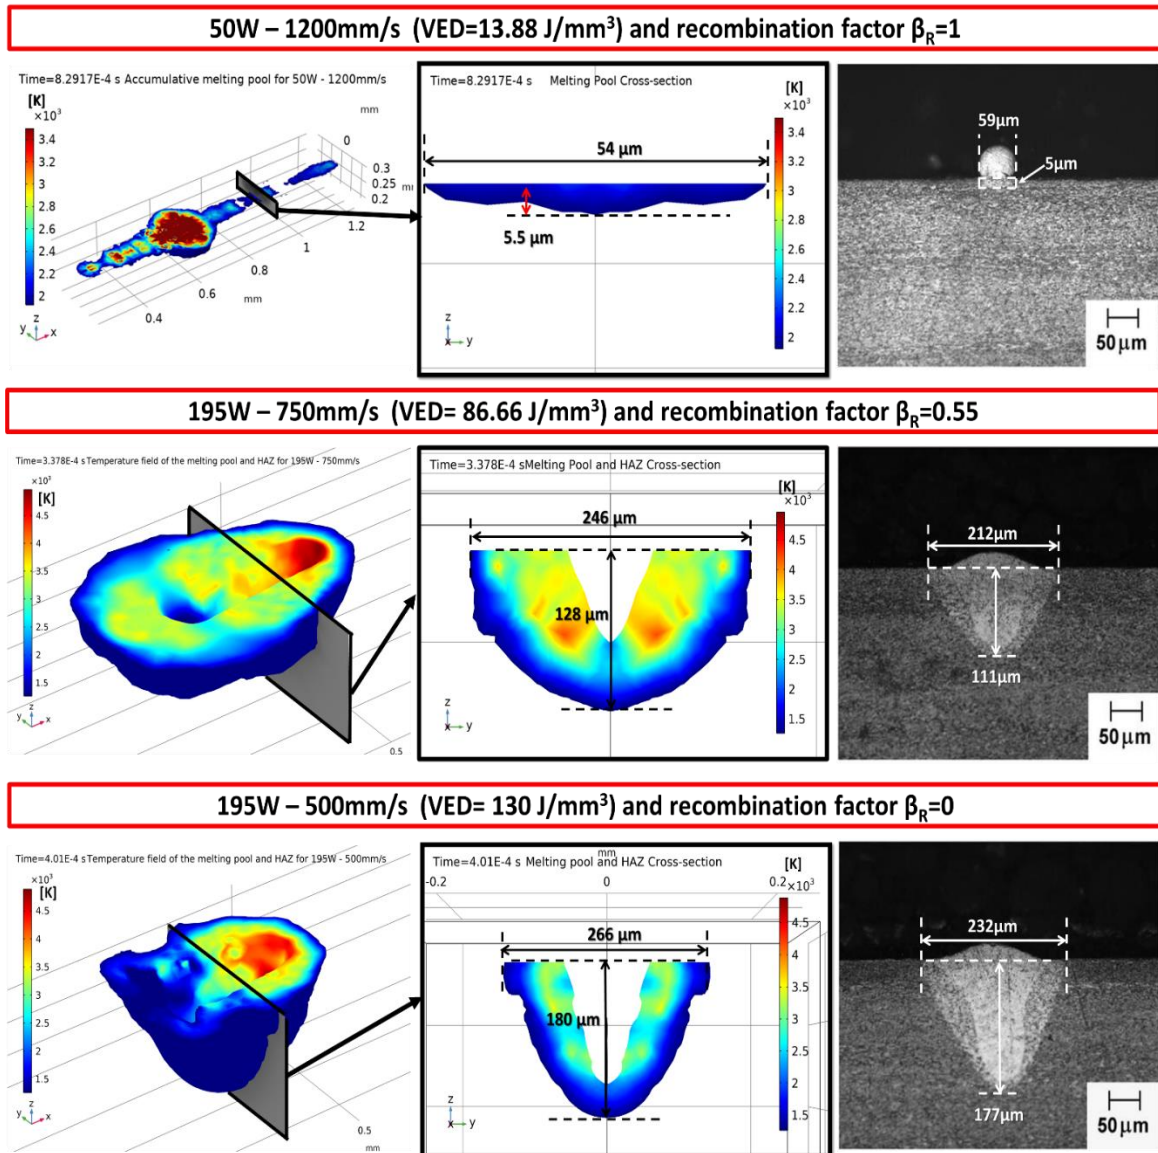 50W – 1200mm/s (VED=13.88 J/mm³) and recombination factor βR=1
Time=8.2917E-4 s Accumulative melting pool for 50W - 1200mm/s
[K]
×10³
3.4
3.2
3
2.8
2.6
2.4
2.2
2
mm
0
0.3
0.25
0.2
1.2
1
0.8
0.6
0.4
mm
y z x
Time=8.2917E-4 s Melting Pool Cross-section
[K]
×10³
54 µm
5.5 µm
3.4
3.2
3
2.8
2.6
2.4
2.2
2
z
x y
59µm
5µm
50 µm
195W – 750mm/s (VED= 86.66 J/mm³) and recombination factor βR=0.55
Time=3.378E-4 s Temperature field of the melting pool and HAZ for 195W - 750mm/s
×10³
[K]
4.5
4
3.5
3
2.5
2
1.5
0.5
y z x
Time=3.378E-4 sMelting Pool and HAZ Cross-section
[K]
×10³
246 µm
128 µm
4.5
4
3.5
3
2.5
2
1.5
z
x y
212µm
111µm
50 µm
195W – 500mm/s (VED= 130 J/mm³) and recombination factor βR=0
Time=4.01E-4 s Temperature field of the melting pool and HAZ for 195W - 500mm/s
×10³
[K]
4.5
4
3.5
3
2.5
2
1.5
0.5
mm
y z x
mm
Time=4.01E-4 s Melting pool and HAZ Cross-section
[K]
-0.2
0
0.2
×10³
266 µm
180 µm
4.5
4
3.5
3
2.5
2
1.5
z
x y
232µm
177µm
50 µm